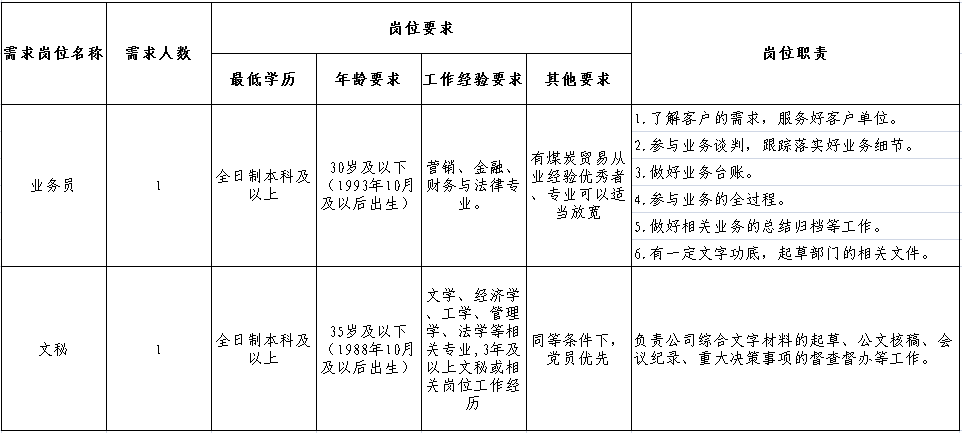 需求岗位名称
需求人数
岗位要求
岗位职责
最低学历
年龄要求
工作经验要求
其他要求
业务员
1
全日制本科及
以上
30岁及以下
（1993年10月
及以后出生）
营销、金融、
财务与法律专
业。
有煤炭贸易从
业经验优秀者
、专业可以适
当放宽
1.了解客户的需求，服务好客户单位。
2.参与业务谈判，跟踪落实好业务细节。
3.做好业务台账。
4.参与业务的全过程。
5.做好相关业务的总结归档等工作。
6.有一定文字功底，起草部门的相关文件。
文秘
1
全日制本科及
以上
35岁及以下
（1988年10月
及以后出生）
文学、经济学
、工学、管理
学、法学等相
关专业,3年及
以上文秘或相
关岗位工作经
历
同等条件下，
党员优先
负责公司综合文字材料的起草、公文核稿、会
议纪录、重大决策事项的督查督办等工作。